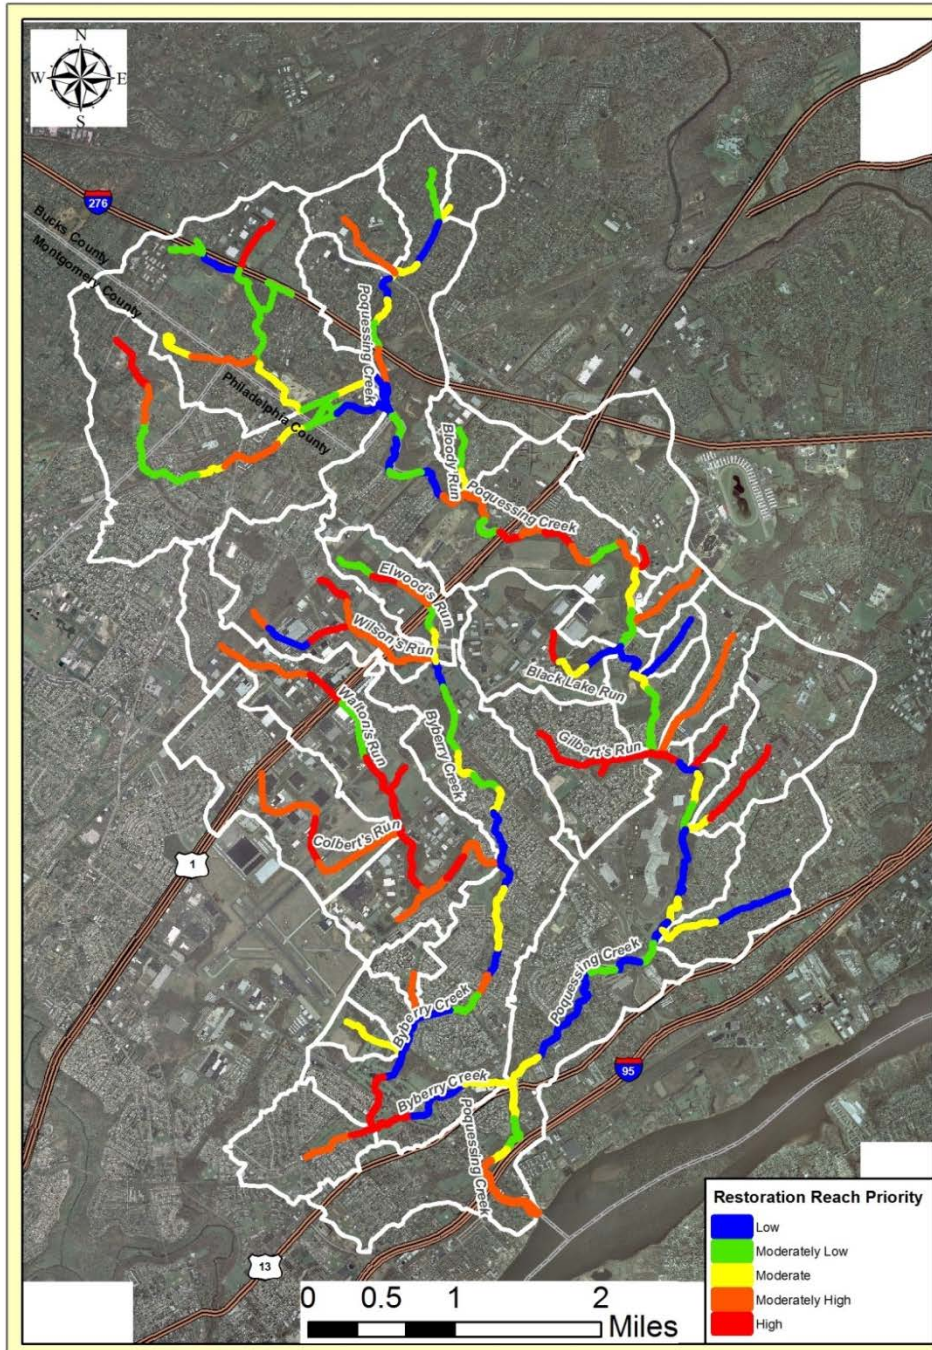 N
W E
S
276
Bucks County
Montgomery County
Philadelphia County
Poquessing Creek
Bloody Run
Poquessing Creek
Elwood's Run
Wilson's Run
Walton's Run
Byberry Creek
Black Lake Run
Gilbert's Run
Colbert's Run
1
Poquessing Creek
Byberry Creek
Byberry Creek
Poquessing Creek
95
13
0 0.5 1 2
Miles
Restoration Reach Priority
Low
Moderately Low
Moderate
Moderately High
High